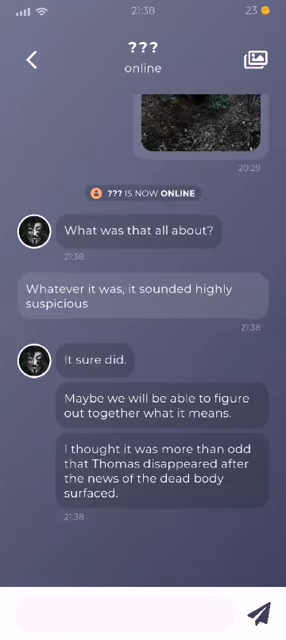 21:38
23
???
online
20:29
??? IS NOW ONLINE
What was that all about?
21:38
Whatever it was, it sounded highly
suspicious
21:38
It sure did.
Maybe we will be able to figure
out together what it means.
I thought it was more than odd
that Thomas disappeared after
the news of the dead body
surfaced.
21:38